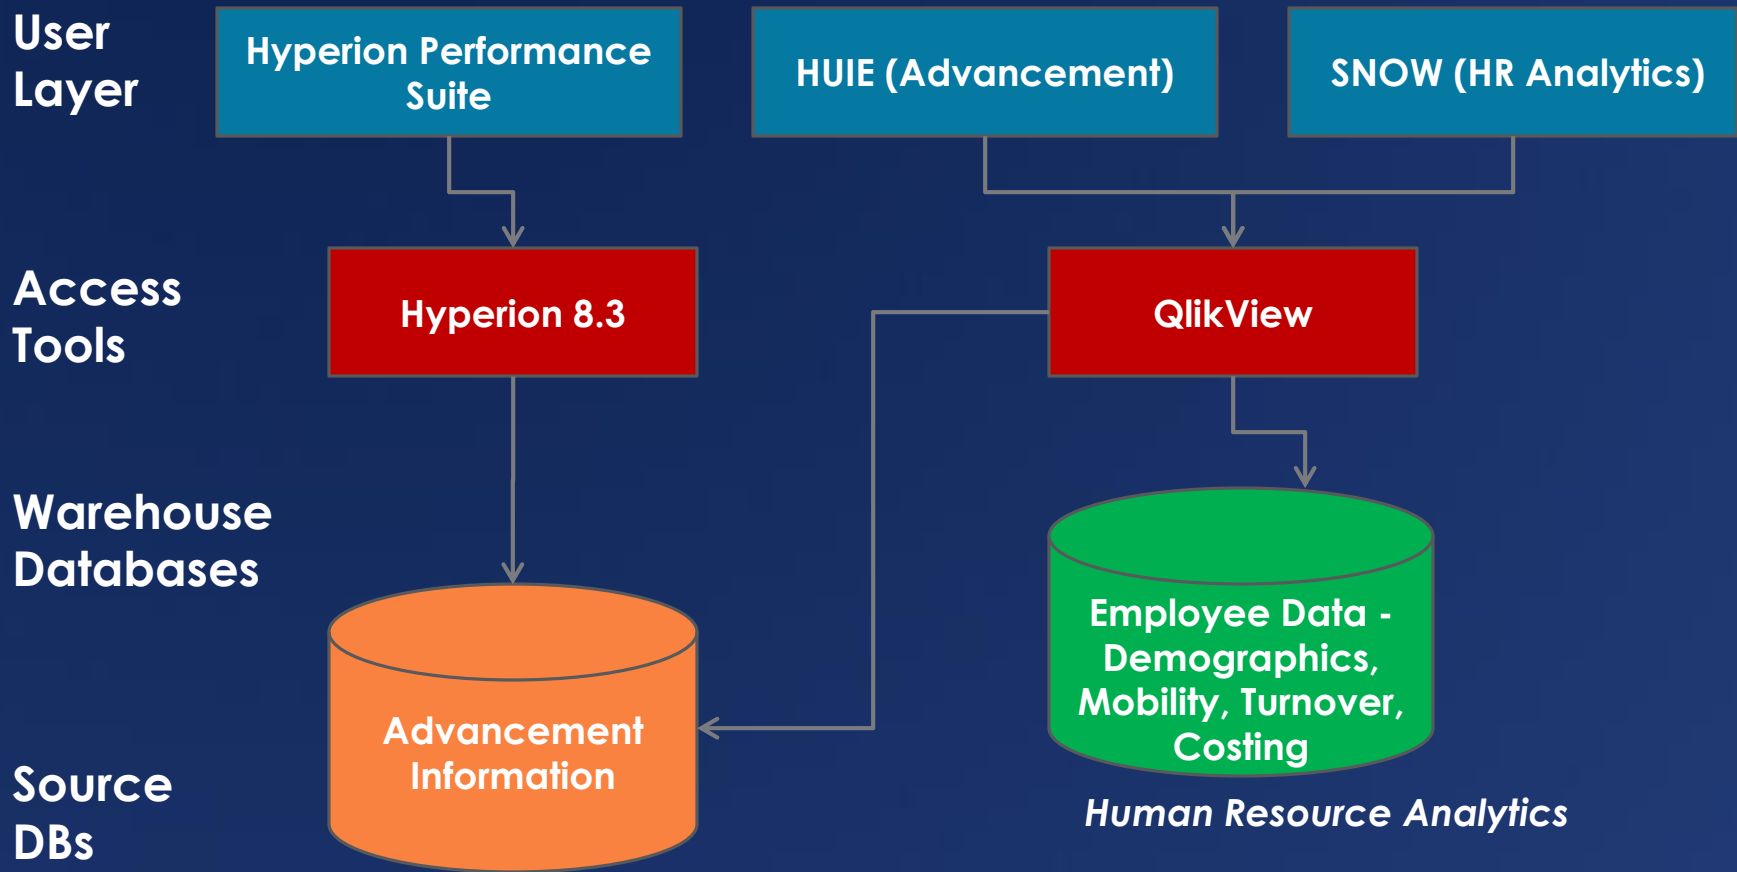 User
Layer
Hyperion Performance
Suite
HUIE (Advancement)
SNOW (HR Analytics)
Access
Tools
Hyperion 8.3
QlikView
Warehouse
Databases
Employee Data -
Demographics,
Mobility, Turnover,
Costing
Advancement
Information
Source
DBs
Human Resource Analytics